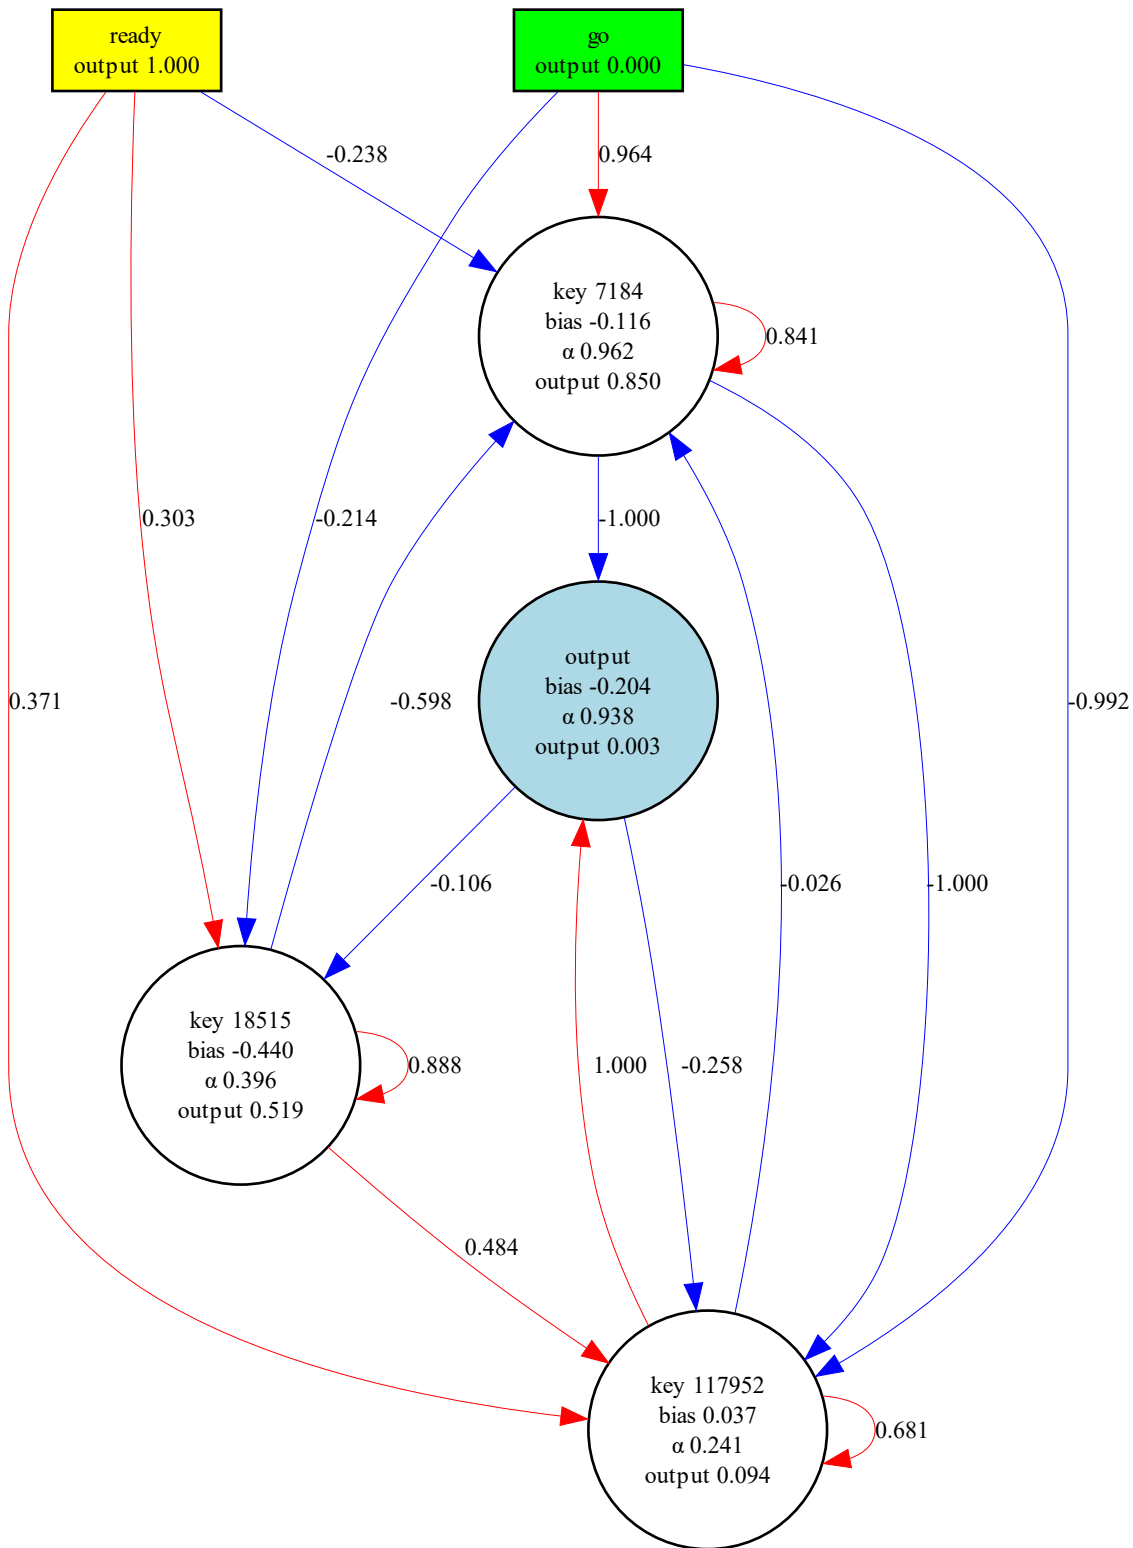 ready
output 1.000
go
output 0.000
-0.238
0.964
key 7184
bias -0.116
α 0.962
output 0.850
0.841
0.303
-0.214
-1.000
output
bias -0.204
α 0.938
output 0.003
0.371
-0.598
-0.992
-0.106
-0.026
-1.000
key 18515
bias -0.440
α 0.396
output 0.519
0.888
1.000
-0.258
0.484
key 117952
bias 0.037
α 0.241
output 0.094
0.681